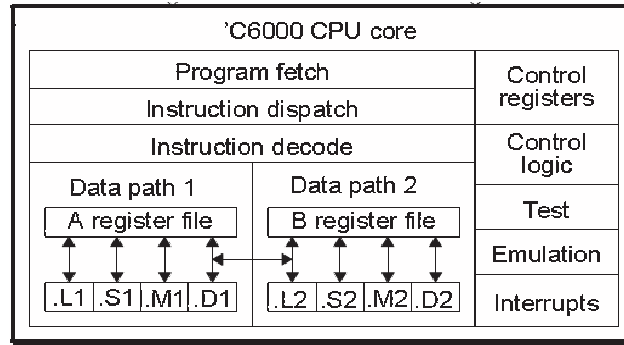 'C6000 CPU core
Program fetch
Instruction dispatch
Instruction decode
Data path 1
A register file
.L1 .S1 .M1 .D1
Data path 2
B register file
.L2 .S2 .M2 .D2
Control
registers
Control
logic
Test
Emulation
Interrupts